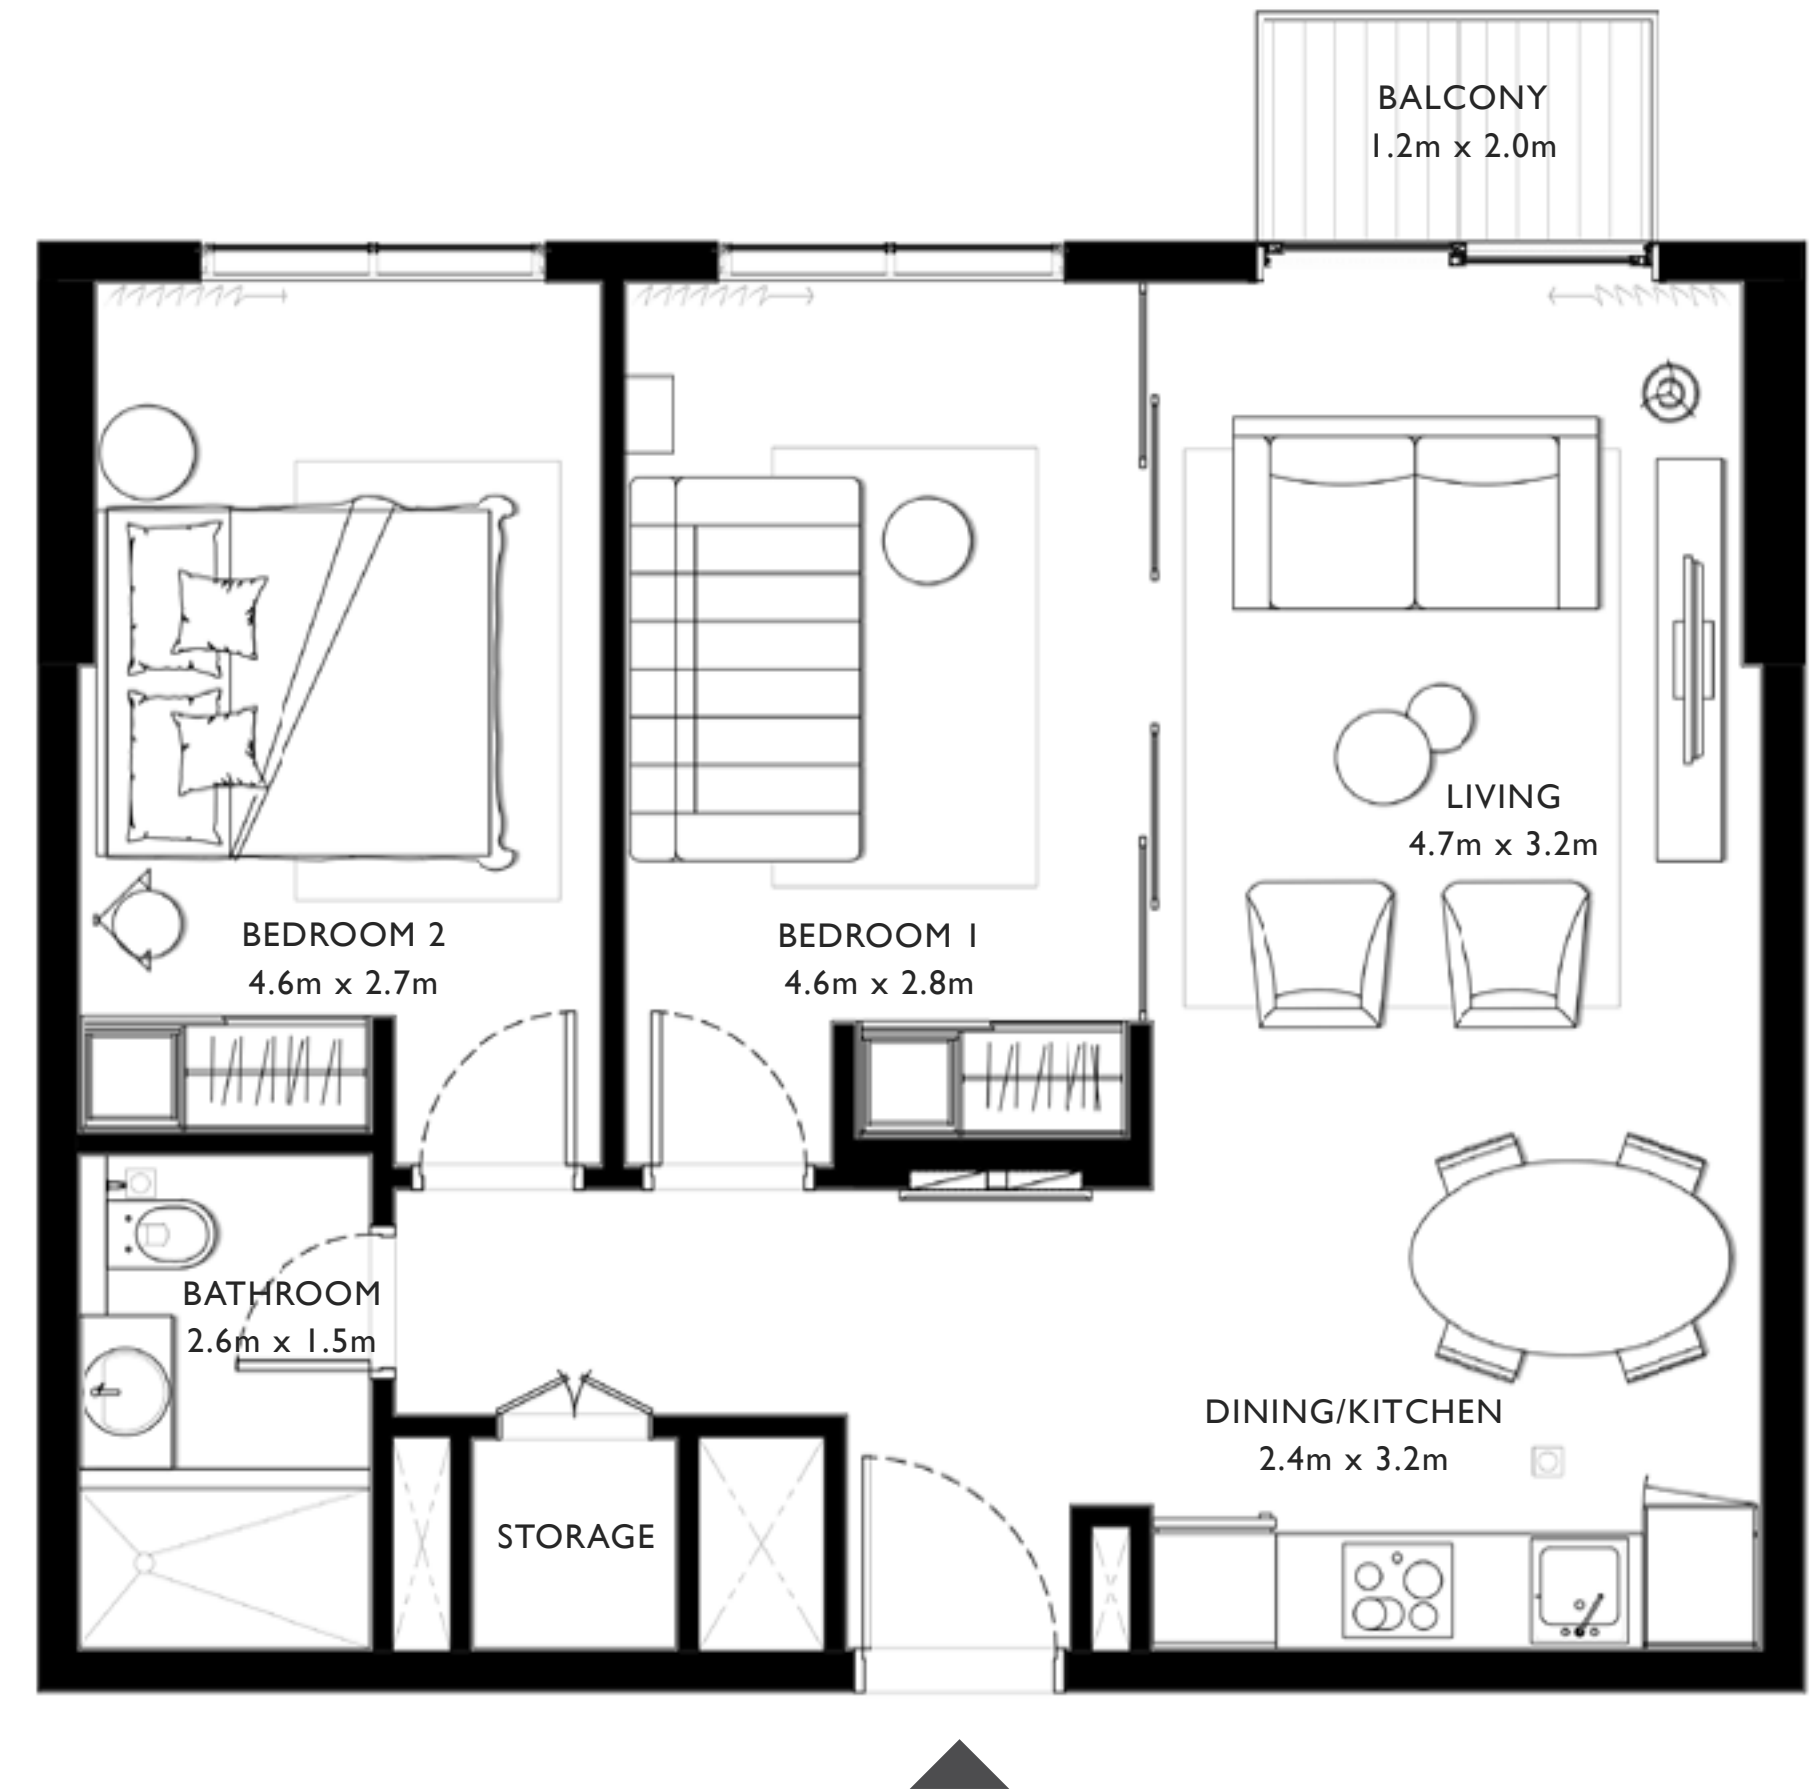 BALCONY
1.2m x 2.0m
LIVING
4.7m x 3.2m
BEDROOM 2
4.6m x 2.7m
BEDROOM 1
4.6m x 2.8m
BATHROOM
2.6m x 1.5m
DINING/KITCHEN
2.4m x 3.2m
STORAGE